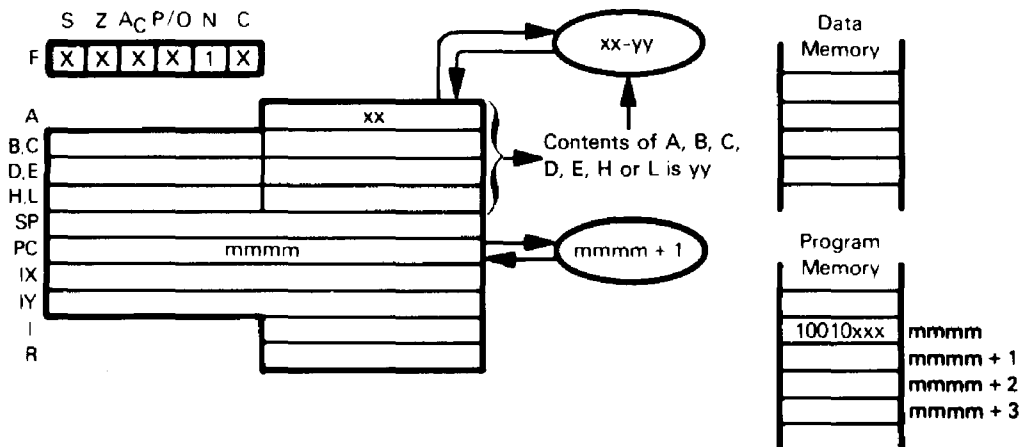 S Z AC P/O N C
F X X X X 1 X
A xx
B,C
D,E
H,L
SP
PC mmmm
IX
IY
I
R
xx-yy
Contents of A, B, C,
D, E, H or L is yy
mmmm + 1
Data
Memory
Program
Memory
10010xxx mmmm
mmmm + 1
mmmm + 2
mmmm + 3